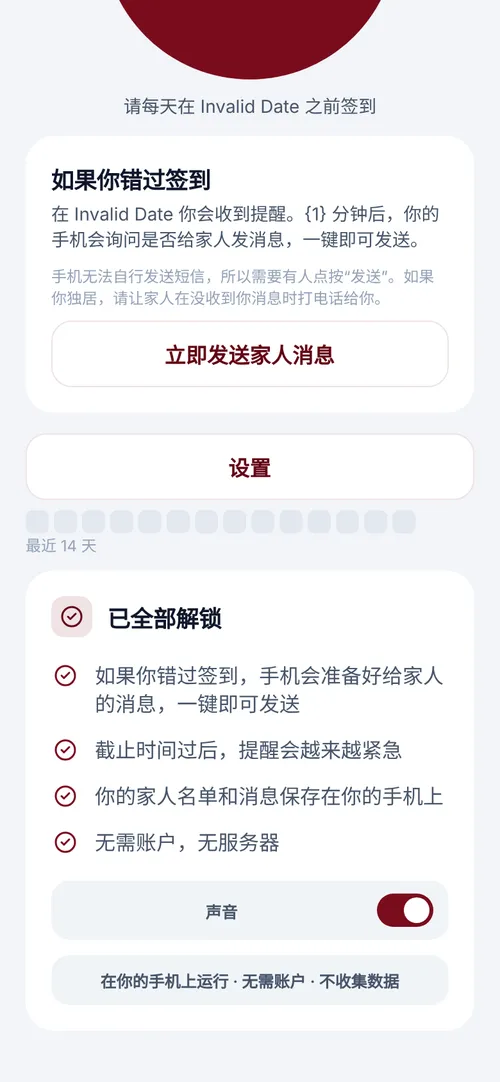 请每天在 Invalid Date 之前签到
如果你错过签到
在 Invalid Date 你会收到提醒。{1} 分钟后，你的
手机会询问是否给家人发消息，一键即可发送。
手机无法自行发送短信，所以需要有人点按“发送”。如果
你独居，请让家人在没收到你消息时打电话给你。
立即发送家人消息
设置
最近 14 天
已全部解锁
如果你错过签到，手机会准备好给家人
的消息，一键即可发送
截止时间过后，提醒会越来越紧急
你的家人名单和消息保存在你的手机上
无需账户，无服务器
声音
在你的手机上运行 · 无需账户 · 不收集数据